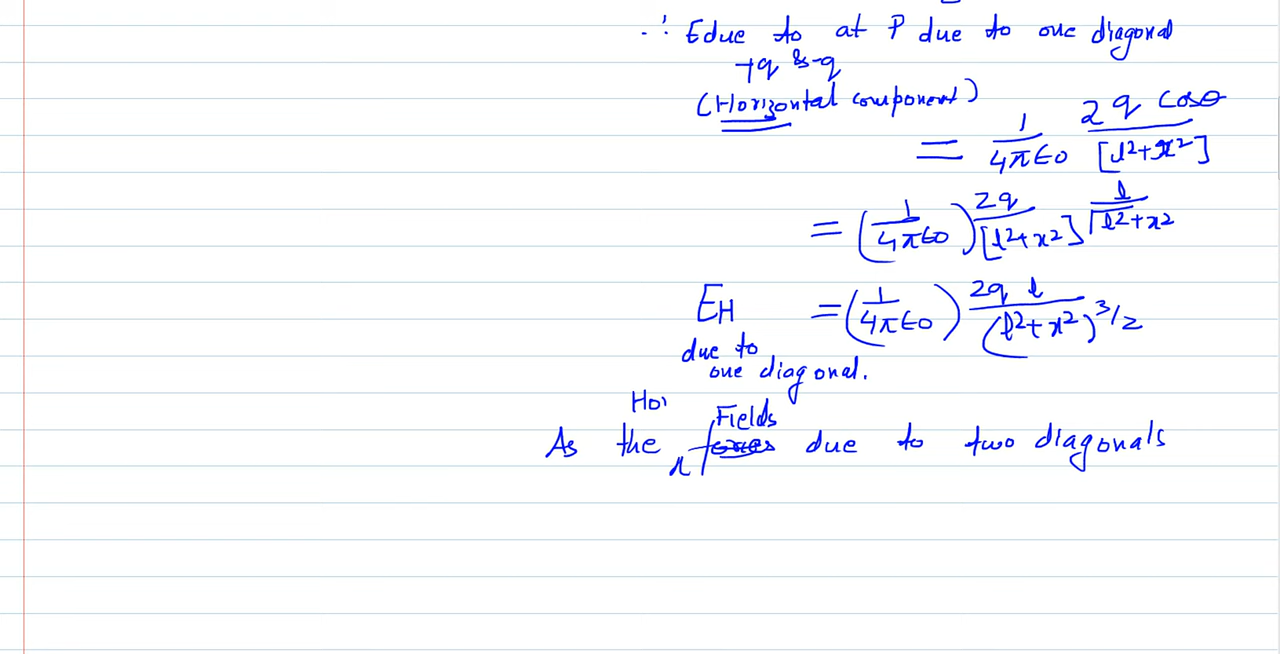 ∴ E due to at P due to one diagonal
+q & -q
(Horizontal component)
= 1/4πε0 2q cosθ/[l²+x²]
= (1/4πε0) 2q/[l²+x²] l/√l²+x²
EH = (1/4πε0) 2q l/(l²+x²)^3/2
due to
one diagonal.
Hor
Fields
As the due to two diagonals